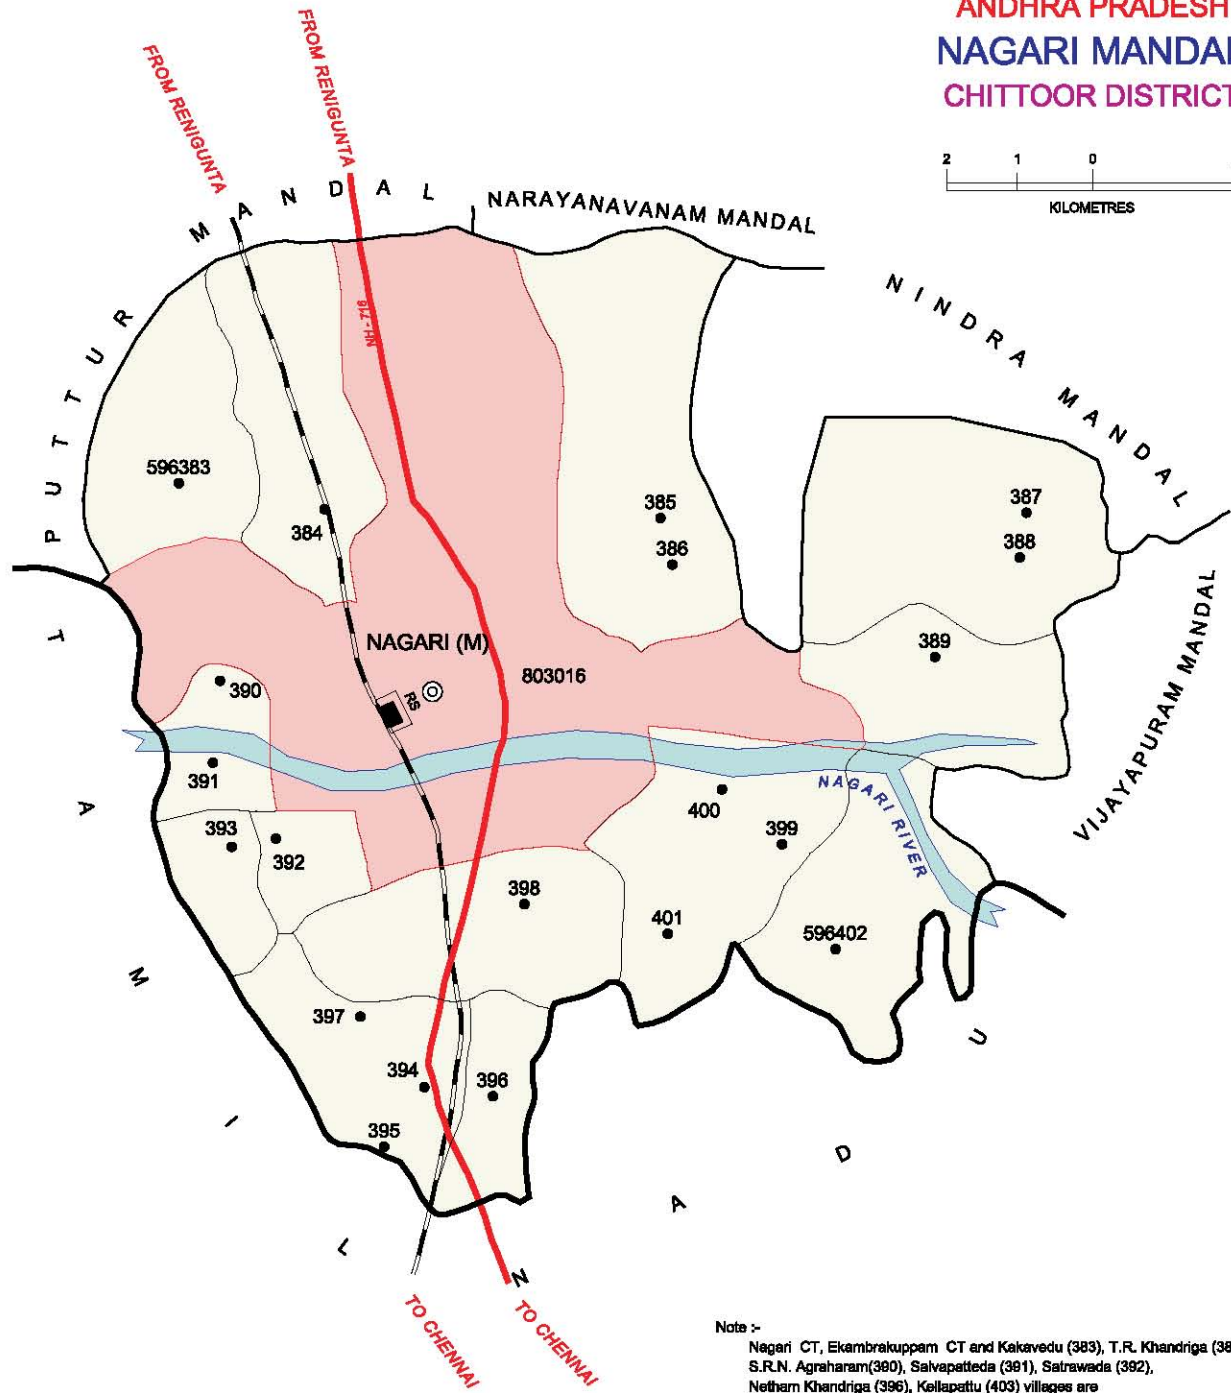 ANDHRA PRADESH
NAGARI MANDAL
CHITTOOR DISTRICT
2 1 0
KILOMETRES
FROM RENIGUNTA
FROM RENIGUNTA
PUTTUR MANDAL
NARAYANAVANAM MANDAL
NINDRA MANDAL
VIJAYAPURAM MANDAL
NH - 716
596383
384
385
386
387
388
389
NAGARI (M)
803016
RS
390
391
393
392
400
399
NAGARI RIVER
398
401
596402
397
394
396
395
TAMIL NADU
TO CHENNAI
TO CHENNAI
Note :-
Nagari CT, Ekambrakuppam CT and Kakavedu (383), T.R. Khandriga (38
S.R.N. Agraharam(390), Salvapatteda (391), Satrawada (392),
Netham Khandriga (396), Kellapattu (403) villages are